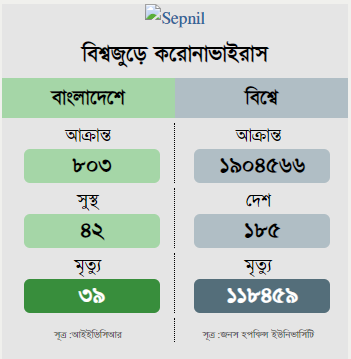 Sepnil
বিশ্বজুড়ে করোনাভাইরাস
বাংলাদেশে
আক্রান্ত
৮০৩
সুস্থ
৪২
মৃত্যু
৩৯
সূত্র :আইইডিসিআর
বিশ্বে
আক্রান্ত
১৯০৪৫৬৬
দেশ
১৮৫
মৃত্যু
১১৮৪৫৯
সূত্র :জনস হপকিন্স ইউনিভার্সিটি